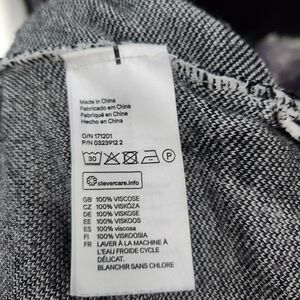 Made in China
Fabricado en China
Fabriqué en Chine
Hecho en China
O/N 171201
P/N 0323912 2
30
P
clevercare.info
GB 100% VISCOSE
CZ 100% VISKÓZA
DE 100% VISKOSE
EE 100% VISKOOS
ES 100% viscosa
FI 100% VISKOOSIA
FR LAVER À LA MACHINE À
L'EAU FROIDE CYCLE
DÉLICAT.
BLANCHIR SANS CHLORE